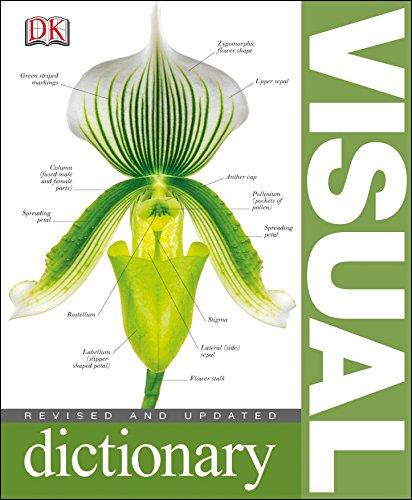 DK
Zygomorphic
flower shape
Green striped
markings
Upper sepal
Column
(fused male
and female
parts)
Anther cap
Pollinium
(pockets of
pollen)
Spreading
petal
Spreading
petal
Rostellum
Stigma
Labellum
(slipper
shaped petal)
Lateral (side)
sepal
Flower stalk
REVISED AND UPDATED
dictionary
VISUAL